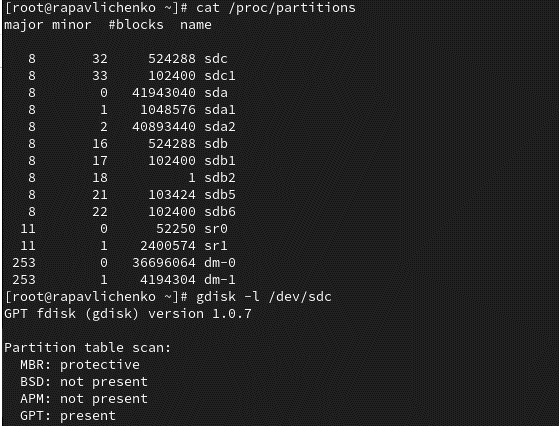 [root@rapavlichenko ~]# cat /proc/partitions
major minor  #blocks  name

   8       32     524288 sdc
   8       33     102400 sdc1
   8        0   41943040 sda
   8        1    1048576 sda1
   8        2   40893440 sda2
   8       16     524288 sdb
   8       17     102400 sdb1
   8       18          1 sdb2
   8       21     103424 sdb5
   8       22     102400 sdb6
  11        0      52250 sr0
  11        1    2400574 sr1
 253        0   36696064 dm-0
 253        1    4194304 dm-1
[root@rapavlichenko ~]# gdisk -l /dev/sdc
GPT fdisk (gdisk) version 1.0.7

Partition table scan:
  MBR: protective
  BSD: not present
  APM: not present
  GPT: present